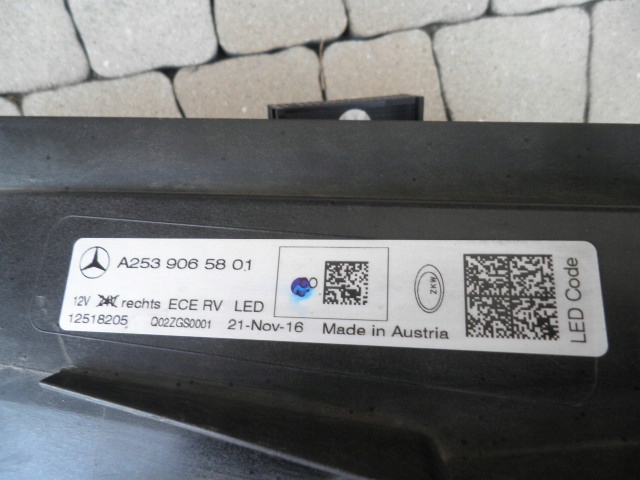 A253 906 58 01
ZKW
12V 24V rechts ECE RV LED
12518205 Q02ZGS0001 21-Nov-16 Made in Austria
LED Code